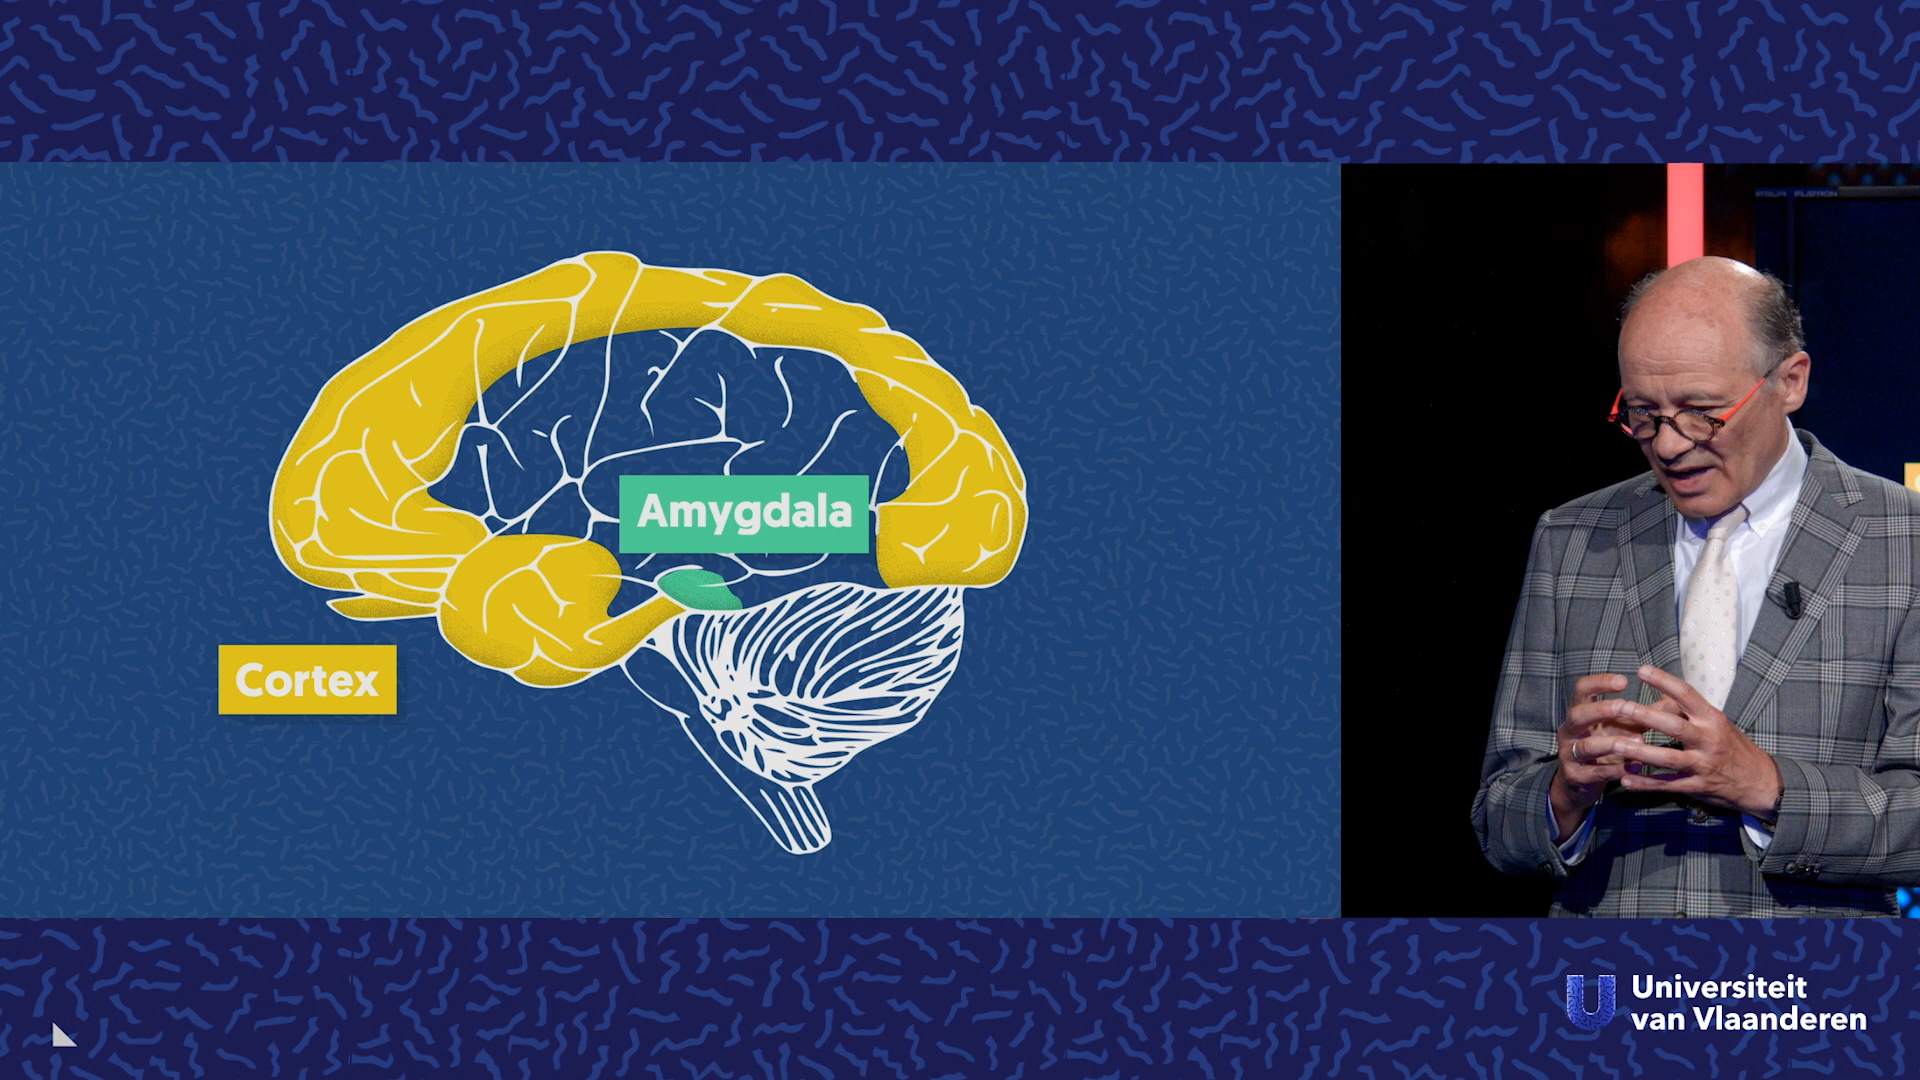 Amygdala
Cortex
Universiteit
van Vlaanderen